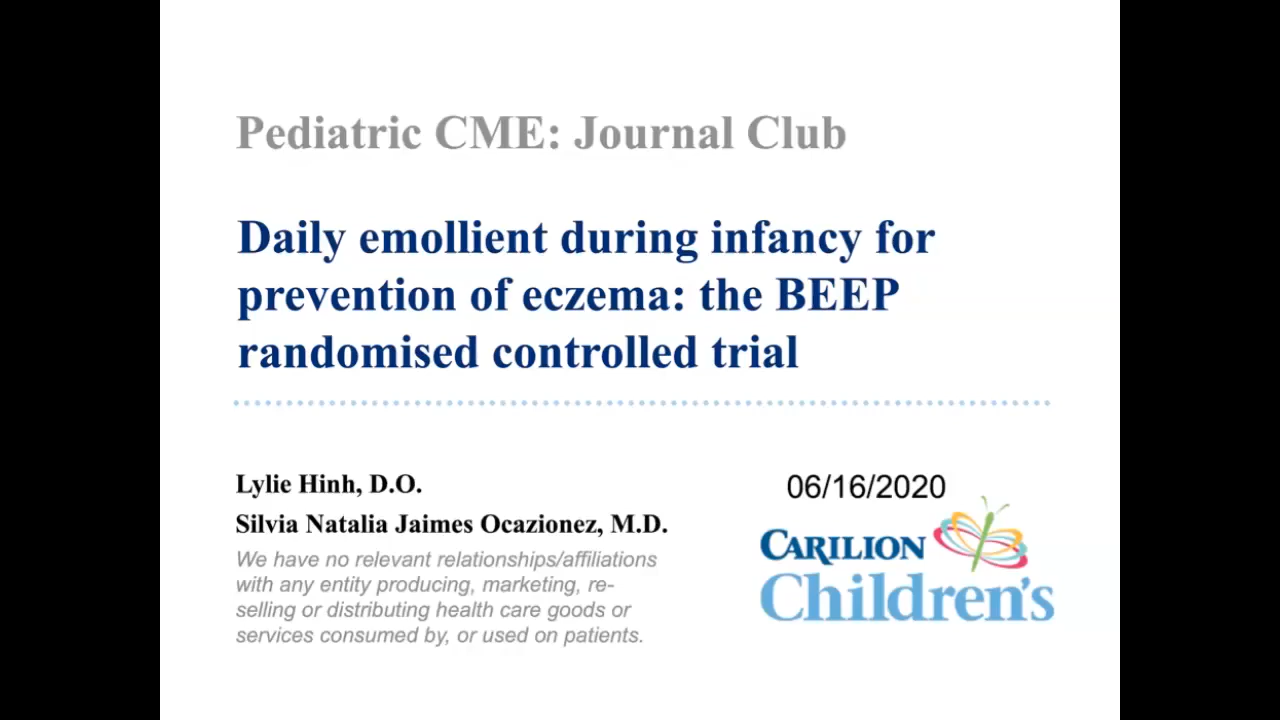 Pediatric CME: Journal Club
Daily emollient during infancy for
prevention of eczema: the BEEP
randomised controlled trial
Lylie Hinh, D.O.
Silvia Natalia Jaimes Ocazionez, M.D.
We have no relevant relationships/affiliations
with any entity producing, marketing, re-
selling or distributing health care goods or
services consumed by, or used on patients.
06/16/2020
CARILION
Children's